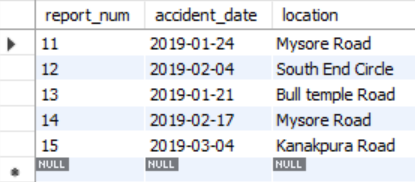 report_num accident_date location
11 2019-01-24 Mysore Road
12 2019-02-04 South End Circle
13 2019-01-21 Bull temple Road
14 2019-02-17 Mysore Road
15 2019-03-04 Kanakpura Road
NULL NULL NULL